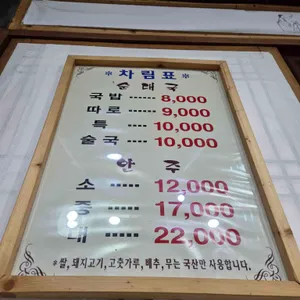 *차림표*
순대국
국밥 ----- 8,000
따로 ----- 9,000
특 ----- 10,000
술국 ----- 10,000
안 주
소 ----- 12,000
중 ----- 17,000
대 ----- 22,000
*쌀,돼지고기,고춧가루,배추,무는 국산만 사용합니다.